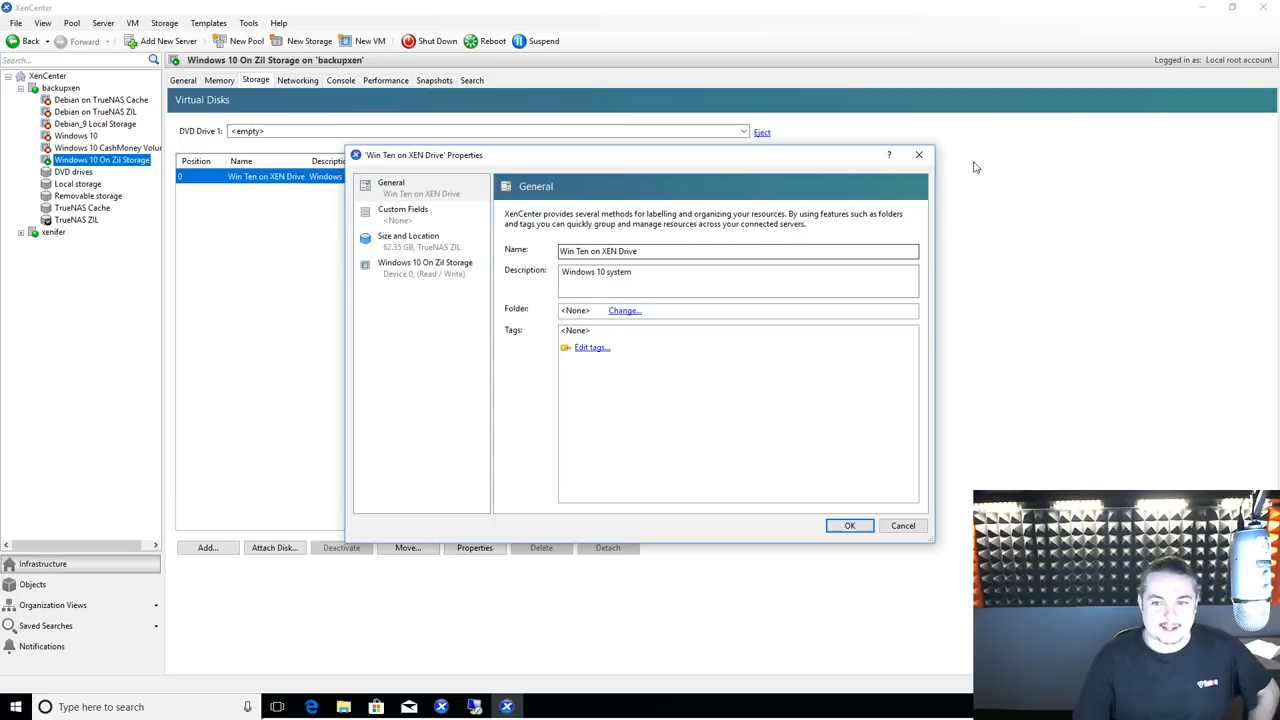 XenCenter
File View Pool Server VM Storage Templates Tools Help
Back Forward Add New Server New Pool New Storage New VM Shut Down Reboot Suspend
Search...
Windows 10 On Zil Storage on 'backupxen'
Logged in as: Local root account
XenCenter
backupxen
Debian on TrueNAS Cache
Debian on TrueNAS ZIL
Debian_9 Local Storage
Windows 10
Windows 10 CashMoney Volu
Windows 10 On Zil Storage
DVD drives
Local storage
Removable storage
TrueNAS Cache
TrueNAS ZIL
xenifer
General Memory Storage Networking Console Performance Snapshots Search
Virtual Disks
DVD Drive 1: <empty> Eject
Position Name Descripti
0 Win Ten on XEN Drive Windows
'Win Ten on XEN Drive' Properties
?
General
Win Ten on XEN Drive
Custom Fields
<None>
Size and Location
62.35 GB, TrueNAS ZIL
Windows 10 On Zil Storage
Device 0, (Read / Write)
General
XenCenter provides several methods for labelling and organizing your resources. By using features such as folders
and tags you can quickly group and manage resources across your connected servers.
Name: Win Ten on XEN Drive
Description: Windows 10 system
Folder: <None> Change...
Tags: <None>
Edit tags...
OK Cancel
Add... Attach Disk... Deactivate Move... Properties Delete Detach
Infrastructure
Objects
Organization Views
Saved Searches
Notifications
Type here to search